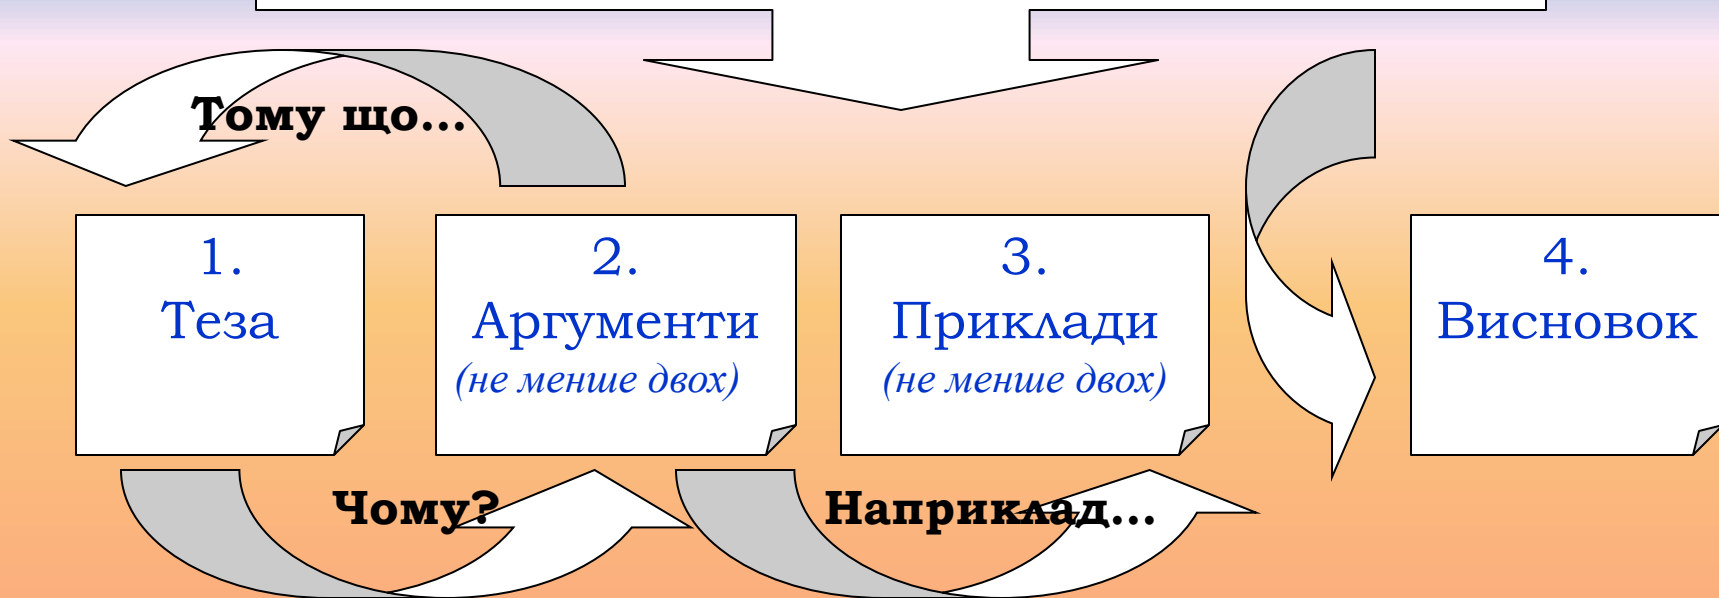 Тому що...
1.
Теза
2.
Аргументи
(не менше двох)
3.
Приклади
(не менше двох)
4.
Висновок
Чому?
Наприклад...